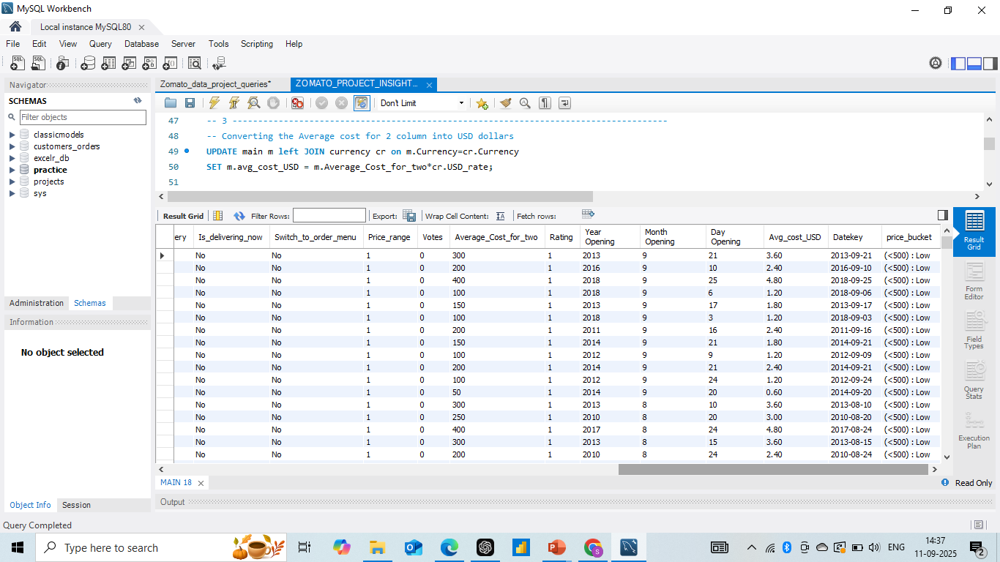 MySQL Workbench
Local instance MySQL80
File Edit View Query Database Server Tools Scripting Help
Navigator
SCHEMAS
Filter objects
classicmodels
customers_orders
excelr_db
practice
projects
sys
Administration Schemas
Information
No object selected
Object Info Session
Query Completed
Zomato_data_project_queries* ZOMATO_PROJECT_INSIGHT...
Don't Limit
47 -- 3 -----------------------------------------------------------------------------------
48 -- Converting the Average cost for 2 column into USD dollars
49 UPDATE main m left JOIN currency cr on m.Currency=cr.Currency
50 SET m.avg_cost_USD = m.Average_Cost_for_two*cr.USD_rate;
51
Result Grid Filter Rows: Export: Wrap Cell Content: Fetch rows:
ery Is_delivering_now Switch_to_order_menu Price_range Votes Average_Cost_for_two Rating Year Opening Month Opening Day Opening Avg_cost_USD Datekey price_bucket
No No 1 0 300 1 2013 9 21 3.60 2013-09-21 (<500) : Low
No No 1 0 200 1 2016 9 10 2.40 2016-09-10 (<500) : Low
No No 1 0 400 1 2018 9 25 4.80 2018-09-25 (<500) : Low
No No 1 0 100 1 2018 9 6 1.20 2018-09-06 (<500) : Low
No No 1 0 150 1 2013 9 17 1.80 2013-09-17 (<500) : Low
No No 1 0 100 1 2018 9 3 1.20 2018-09-03 (<500) : Low
No No 1 0 200 1 2011 9 16 2.40 2011-09-16 (<500) : Low
No No 1 0 150 1 2014 9 21 1.80 2014-09-21 (<500) : Low
No No 1 0 100 1 2012 9 9 1.20 2012-09-09 (<500) : Low
No No 1 0 200 1 2014 9 21 2.40 2014-09-21 (<500) : Low
No No 1 0 100 1 2012 9 24 1.20 2012-09-24 (<500) : Low
No No 1 0 50 1 2014 9 20 0.60 2014-09-20 (<500) : Low
No No 1 0 300 1 2013 8 10 3.60 2013-08-10 (<500) : Low
No No 1 0 250 1 2010 8 20 3.00 2010-08-20 (<500) : Low
No No 1 0 400 1 2017 8 24 4.80 2017-08-24 (<500) : Low
No No 1 0 300 1 2013 8 15 3.60 2013-08-15 (<500) : Low
No No 1 0 200 1 2010 8 24 2.40 2010-08-24 (<500) : Low
Result
Grid
Form
Editor
Field
Types
Query
Stats
Execution
Plan
MAIN 18
Read Only
Output
Type here to search
ENG
14:37
11-09-2025
2